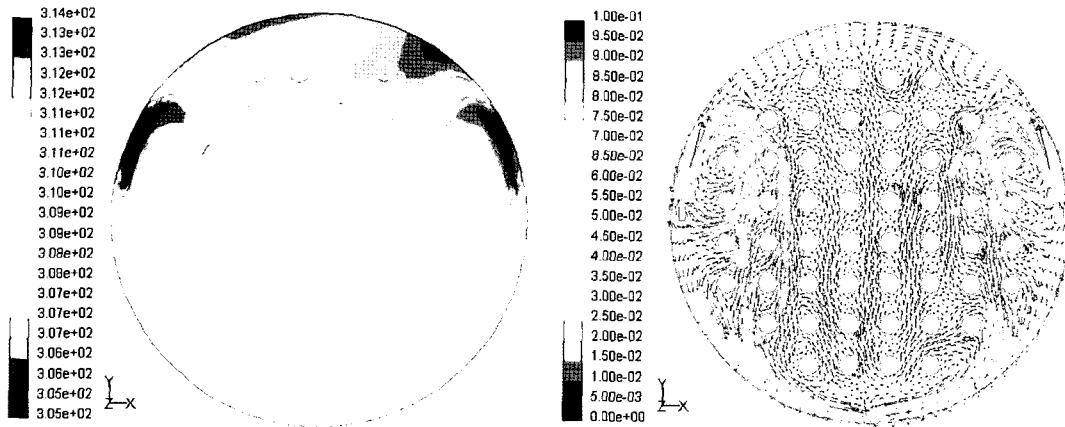 3.14e+02
3.13e+02
3.13e+02
3.12e+02
3.12e+02
3.11e+02
3.11e+02
3.11e+02
3.10e+02
3.10e+02
3.09e+02
3.09e+02
3.08e+02
3.08e+02
3.07e+02
3.07e+02
3.07e+02
3.06e+02
3.06e+02
3.05e+02
3.05e+02
Y
Z
X
1.00e-01
9.50e-02
9.00e-02
8.50e-02
8.00e-02
7.50e-02
7.00e-02
6.50e-02
6.00e-02
5.50e-02
5.00e-02
4.50e-02
4.00e-02
3.50e-02
3.00e-02
2.50e-02
2.00e-02
1.50e-02
1.00e-02
5.00e-03
0.00e+00
Y
Z
X